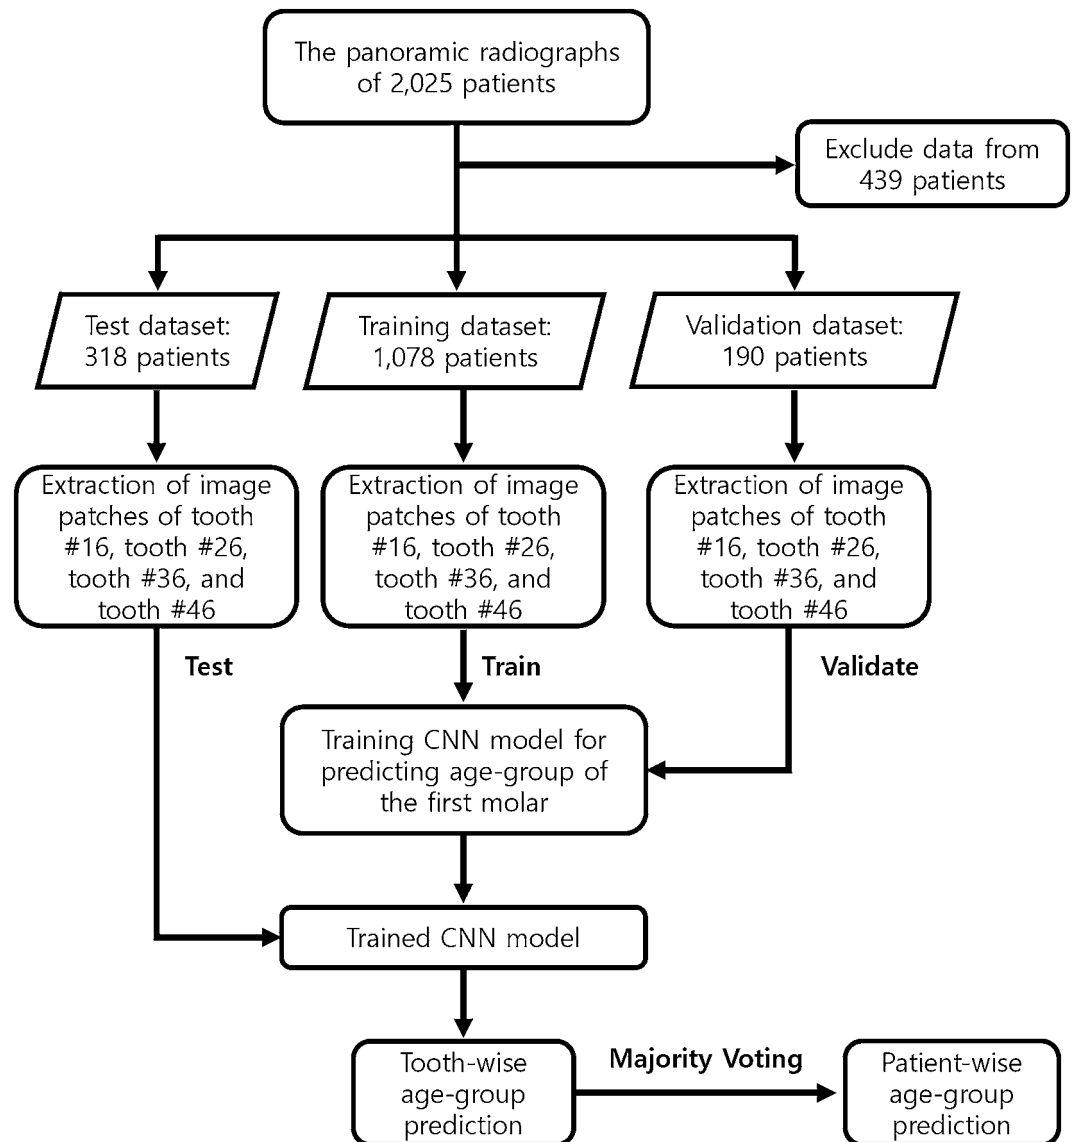 The panoramic radiographs
of 2,025 patients
Exclude data from
439 patients
Test dataset:
318 patients
Training dataset:
1,078 patients
Validation dataset:
190 patients
Extraction of image
patches of tooth
#16, tooth #26,
tooth #36, and
tooth #46
Extraction of image
patches of tooth
#16, tooth #26,
tooth #36, and
tooth #46
Extraction of image
patches of tooth
#16, tooth #26,
tooth #36, and
tooth #46
Test
Train
Validate
Training CNN model for
predicting age-group of
the first molar
Trained CNN model
Tooth-wise
age-group
prediction
Majority Voting
Patient-wise
age-group
prediction